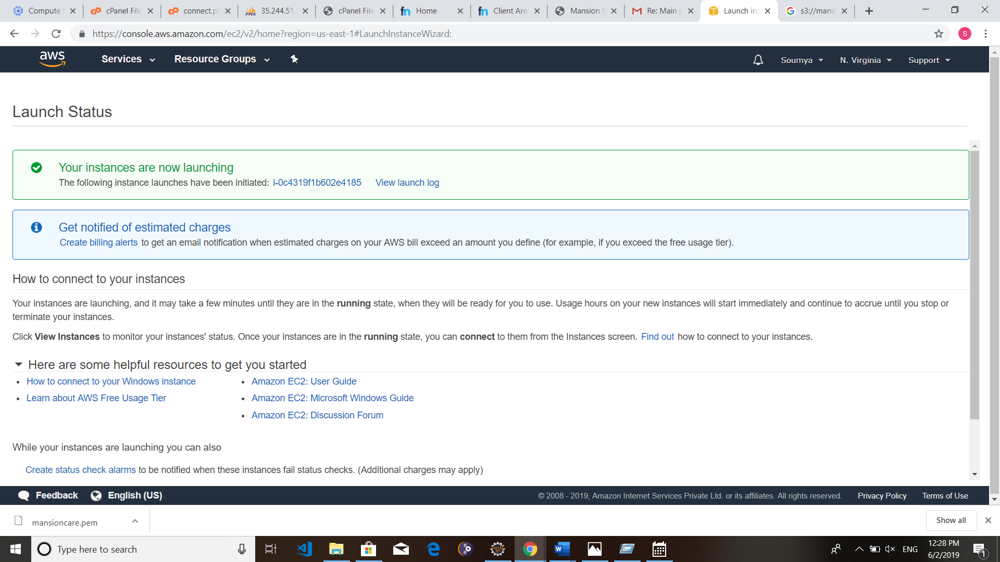 Compute
cPanel File
connect.p
35.244.51.
cPanel File
Home
Client Are
Mansion
Re: Main p
Launch in
s3://mans
https://console.aws.amazon.com/ec2/v2/home?region=us-east-1#LaunchInstanceWizard:
S
aws
Services
Resource Groups
Soumya
N. Virginia
Support
Launch Status
Your instances are now launching
The following instance launches have been initiated: i-0c4319f1b602e4185 View launch log
Get notified of estimated charges
Create billing alerts to get an email notification when estimated charges on your AWS bill exceed an amount you define (for example, if you exceed the free usage tier).
How to connect to your instances
Your instances are launching, and it may take a few minutes until they are in the running state, when they will be ready for you to use. Usage hours on your new instances will start immediately and continue to accrue until you stop or
terminate your instances.
Click View Instances to monitor your instances' status. Once your instances are in the running state, you can connect to them from the Instances screen. Find out how to connect to your instances.
Here are some helpful resources to get you started
• How to connect to your Windows instance
• Amazon EC2: User Guide
• Learn about AWS Free Usage Tier
• Amazon EC2: Microsoft Windows Guide
• Amazon EC2: Discussion Forum
While your instances are launching you can also
Create status check alarms to be notified when these instances fail status checks. (Additional charges may apply)
Feedback
English (US)
© 2008 - 2019, Amazon Internet Services Private Ltd. or its affiliates. All rights reserved.
Privacy Policy
Terms of Use
mansioncare.pem
Show all
Type here to search
ENG
12:28 PM
6/2/2019
1